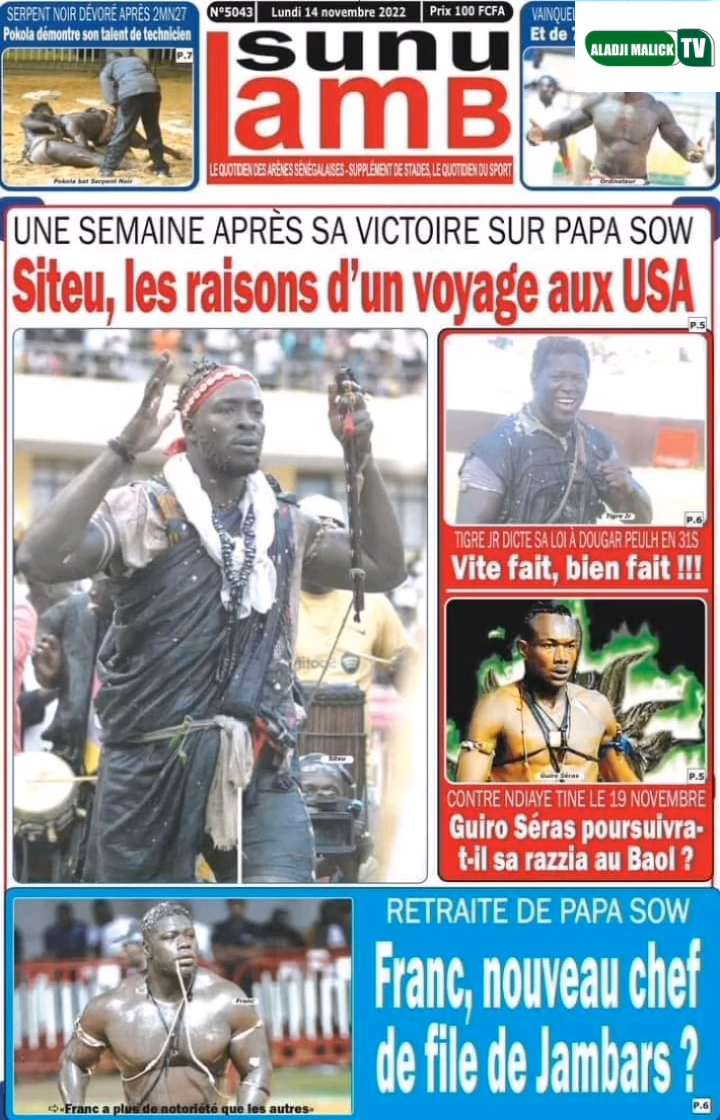 SERPENT NOIR DÉVORÉ APRÈS 2MN27
Pokola démontre son talent de technicien
P.7
Pokola bat Serpent Noir
N°5043
Lundi 14 novembre 2022
Prix 100 FCFA
sunu
Lamb
LE QUOTIDIEN DES ARÈNES SÉNÉGALAISES - SUPPLÉMENT DE STADES, LE QUOTIDIEN DU SPORT
Et de
ALADJI MALICK TV
Ordinateur
UNE SEMAINE APRÈS SA VICTOIRE SUR PAPA SOW
Siteu, les raisons d'un voyage aux USA
P.5
Siteu
Tigre Jr
P.6
TIGRE JR DICTE SA LOI À DOUGAR PEULH EN 31S
Vite fait, bien fait !!!
Guiro Séras
P.5
CONTRE NDIAYE TINE LE 19 NOVEMBRE
Guiro Séras poursuivra-
t-il sa razzia au Baol ?
Franc
⇨«Franc a plus de notoriété que les autres»
RETRAITE DE PAPA SOW
Franc, nouveau chef
de file de Jambars ?
P.6